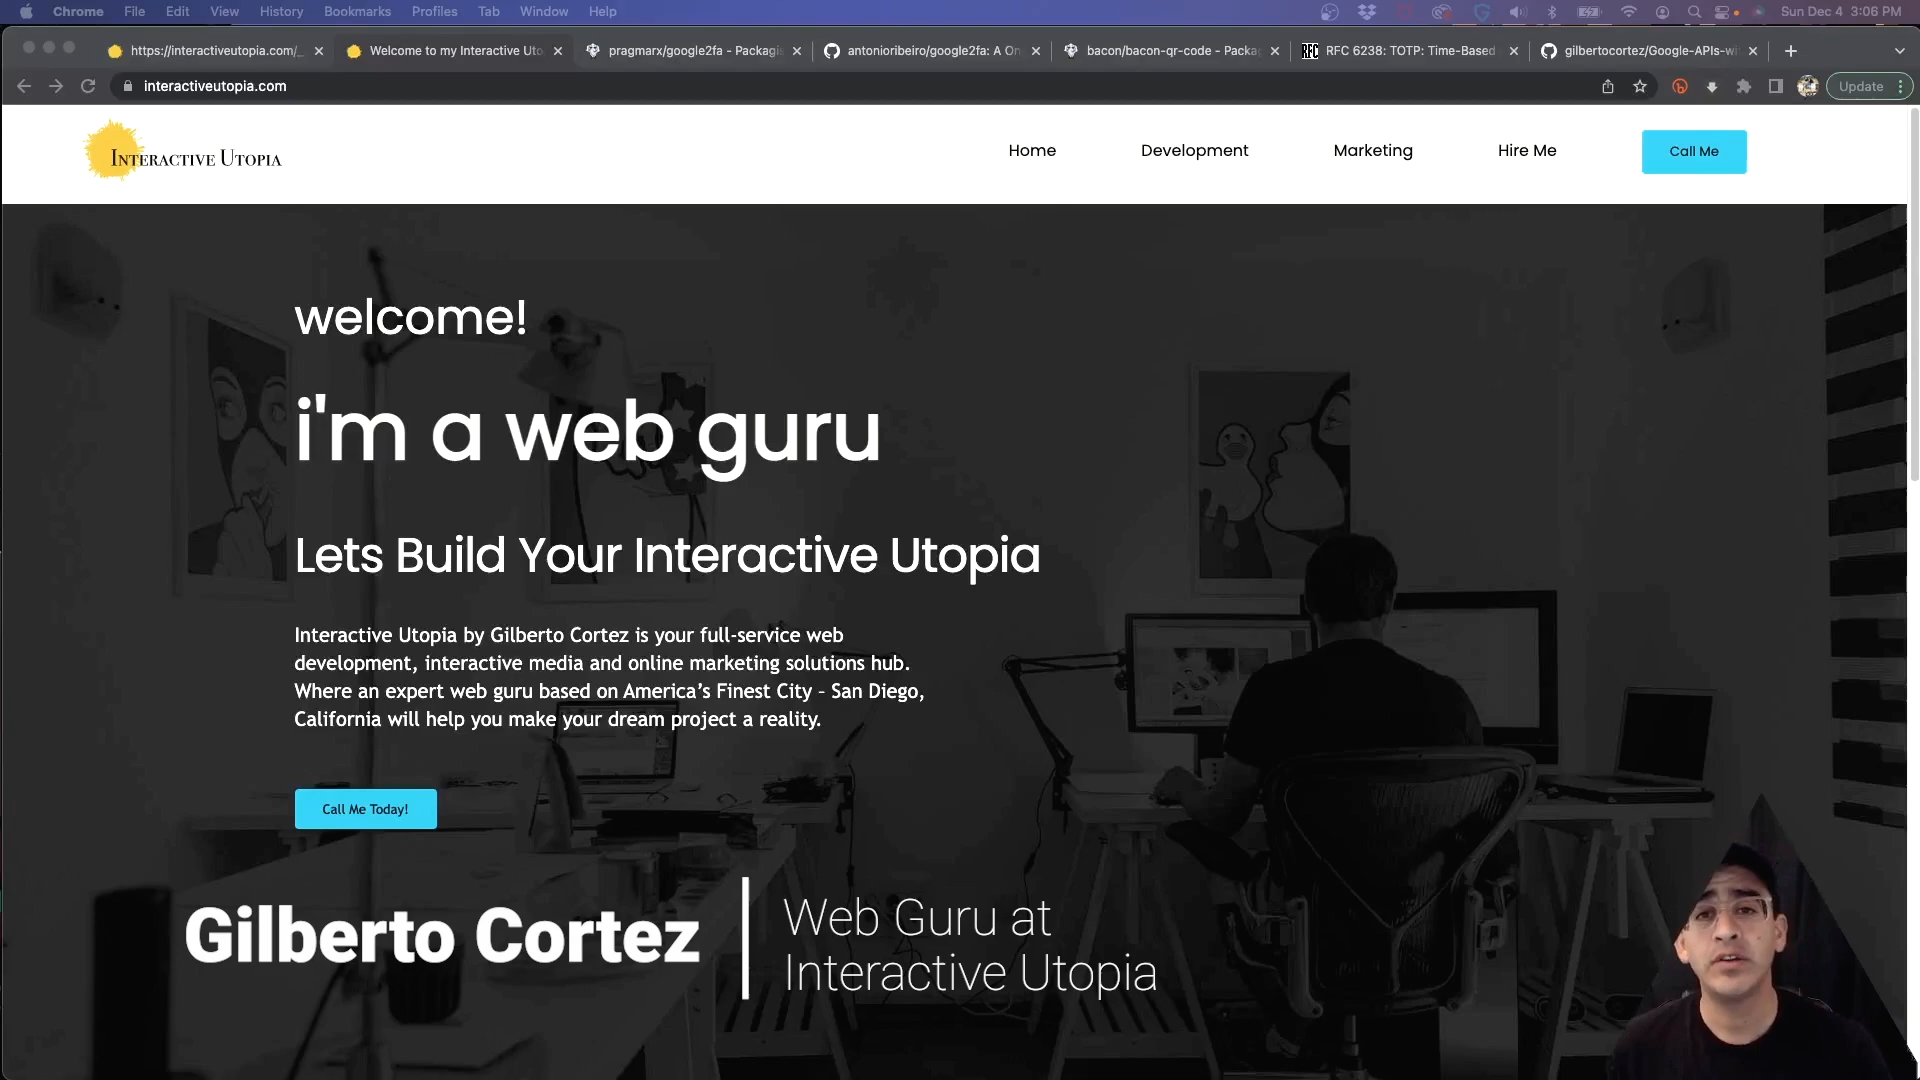 Chrome File Edit View History Bookmarks Profiles Tab Window Help Sun Dec 4 3:06 PM
https://interactiveutopia.com/_ Welcome to my Interactive Uto pragmarx/google2fa - Packagis antonioribeiro/google2fa: A On bacon/bacon-qr-code - Packag RFC RFC 6238: TOTP: Time-Based gilbertocortez/Google-APIs-wi
interactiveutopia.com Update
INTERACTIVE UTOPIA Home Development Marketing Hire Me Call Me
welcome!
i'm a web guru
Lets Build Your Interactive Utopia
Interactive Utopia by Gilberto Cortez is your full-service web
development, interactive media and online marketing solutions hub.
Where an expert web guru based on America’s Finest City – San Diego,
California will help you make your dream project a reality.
Call Me Today!
Gilberto Cortez
Web Guru at
Interactive Utopia